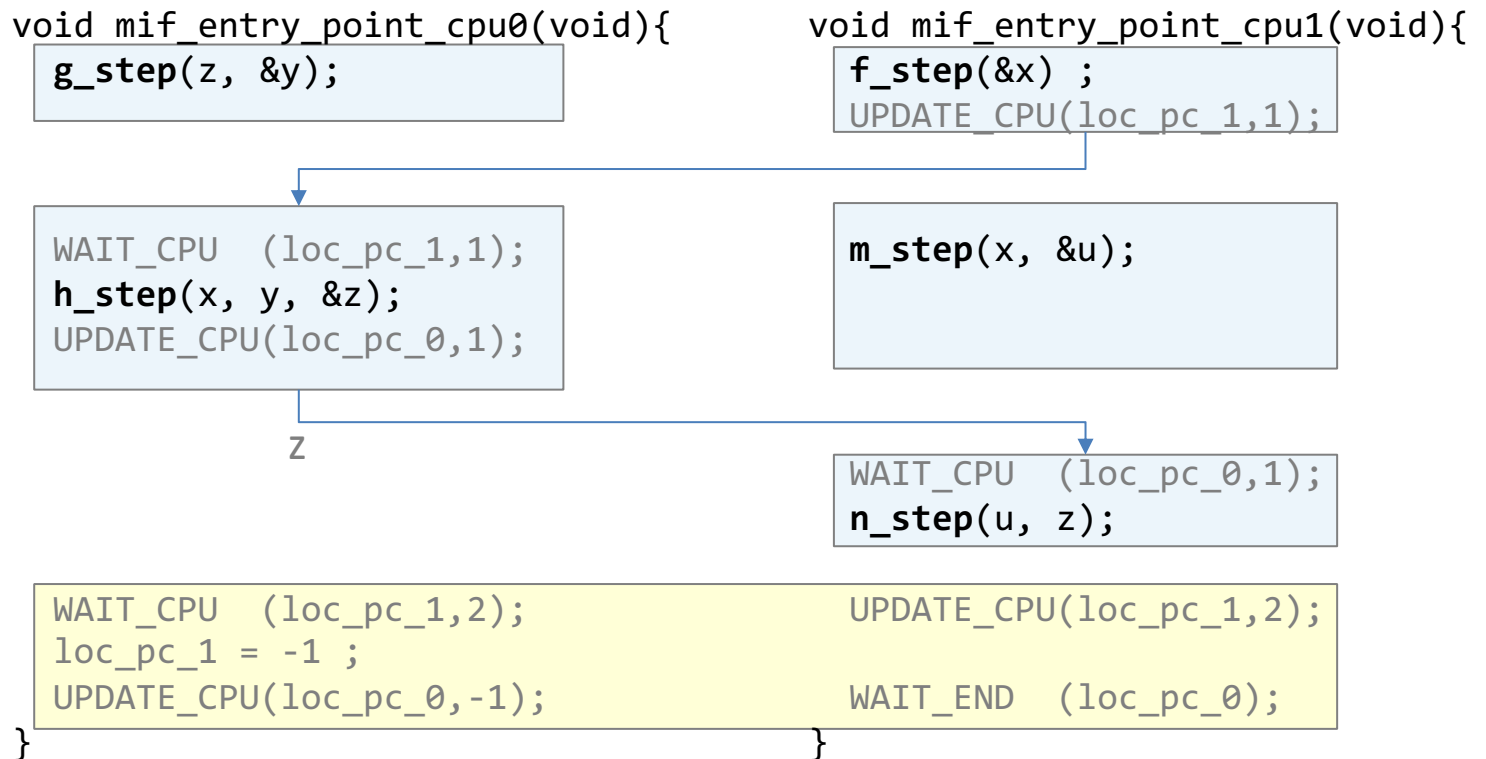 void mif_entry_point_cpu0(void){
g_step(z, &y);
WAIT_CPU  (loc_pc_1,1);
h_step(x, y, &z);
UPDATE_CPU(loc_pc_0,1);
z
WAIT_CPU  (loc_pc_1,2);
loc_pc_1 = -1 ;
UPDATE_CPU(loc_pc_0,-1);
}
void mif_entry_point_cpu1(void){
f_step(&x) ;
UPDATE_CPU(loc_pc_1,1);
m_step(x, &u);
WAIT_CPU  (loc_pc_0,1);
n_step(u, z);
UPDATE_CPU(loc_pc_1,2);
WAIT_END  (loc_pc_0);
}